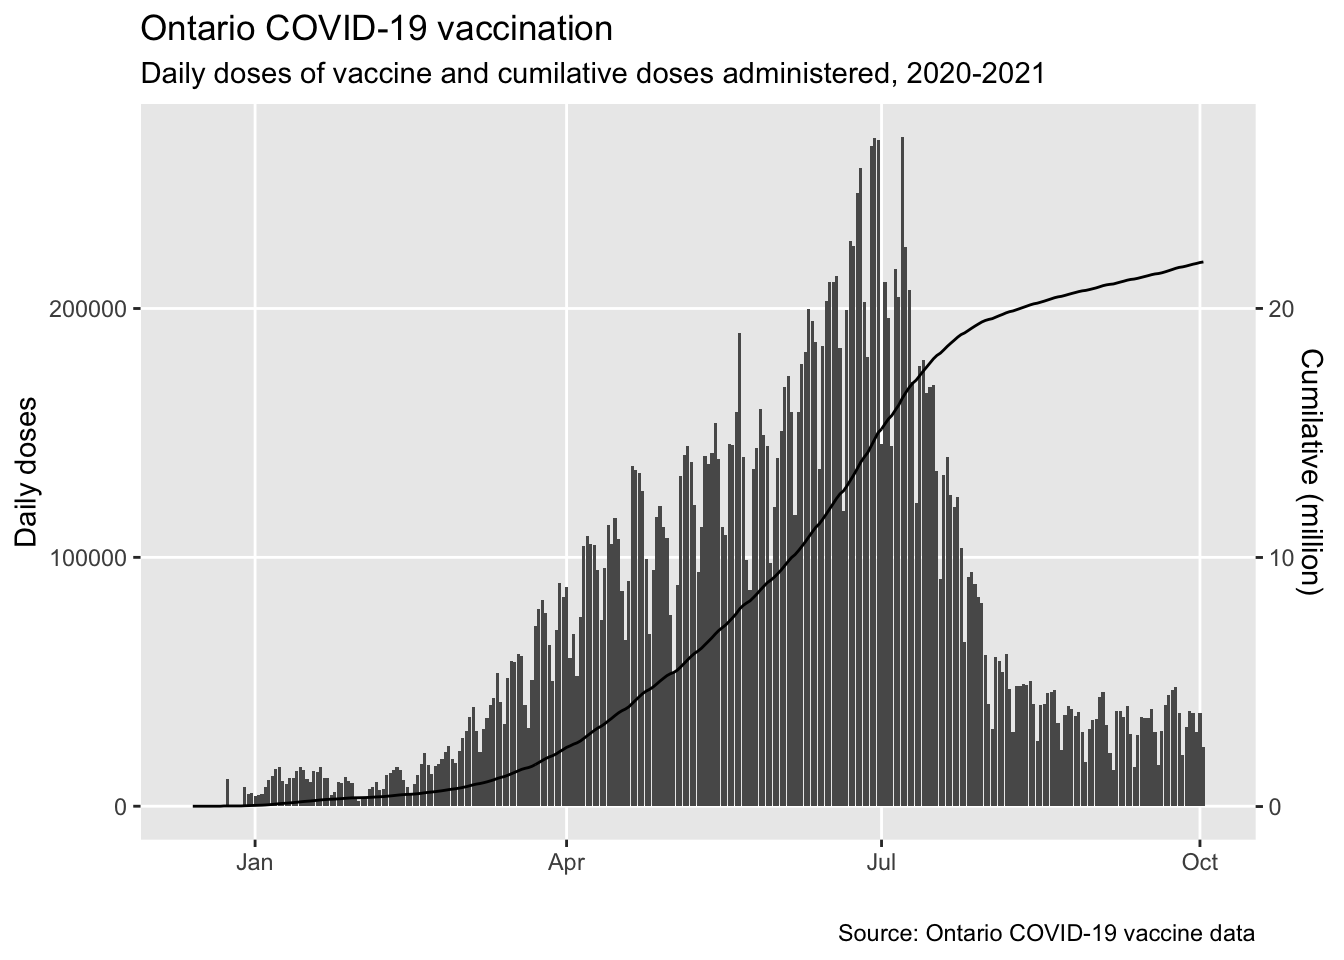 Ontario COVID-19 vaccination
Daily doses of vaccine and cumilative doses administered, 2020-2021
Daily doses
200000
100000
0
20
10
0
Cumilative (million)
Jan
Apr
Jul
Oct
Source: Ontario COVID-19 vaccine data